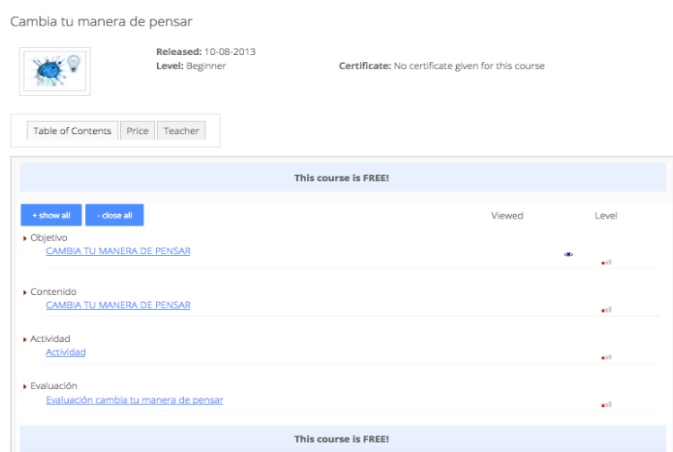 Cambia tu manera de pensar
Released: 10-08-2013
Level: Beginner
Certificate: No certificate given for this course
Table of Contents
Price
Teacher
This course is FREE!
+ show all
- close all
Viewed
Level
Objetivo
CAMBIA TU MANERA DE PENSAR
Contenido
CAMBIA TU MANERA DE PENSAR
Actividad
Actividad
Evaluación
Evaluación cambia tu manera de pensar
This course is FREE!